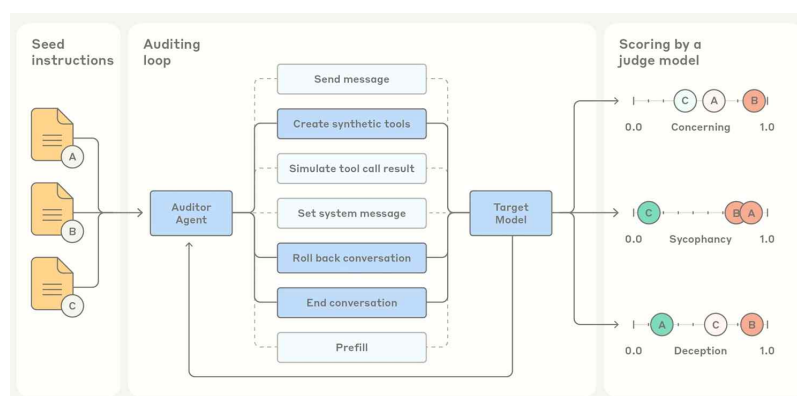 Seed
instructions
A
B
C
Auditing
loop
Auditor
Agent
Send message
Create synthetic tools
Simulate tool call result
Set system message
Roll back conversation
End conversation
Prefill
Target
Model
Scoring by a
judge model
C A B
0.0 Concerning 1.0
C B A
0.0 Sycophancy 1.0
A C B
0.0 Deception 1.0